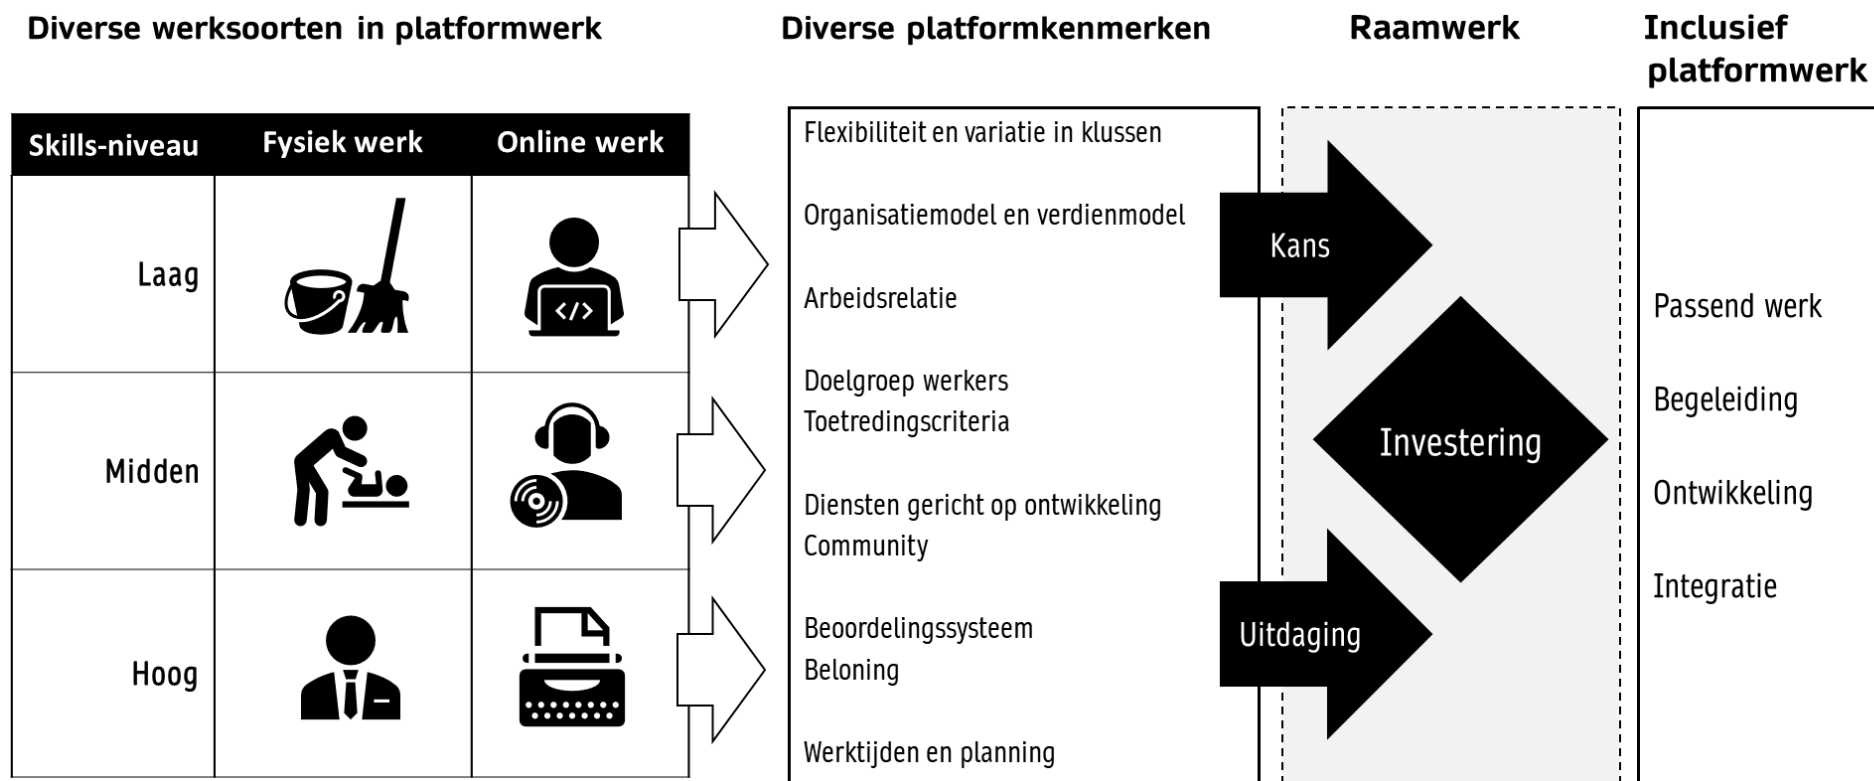 Diverse werksoorten in platformwerk
Diverse platformkenmerken
Raamwerk
Inclusief
platformwerk
Skills-niveau
Fysiek werk
Online werk
Laag
</>
Midden
Hoog
Flexibiliteit en variatie in klussen
Organisatiemodel en verdienmodel
Arbeidsrelatie
Doelgroep werkers
Toetredingscriteria
Diensten gericht op ontwikkeling
Community
Beoordelingssysteem
Beloning
Werktijden en planning
Kans
Investering
Uitdaging
Passend werk
Begeleiding
Ontwikkeling
Integratie